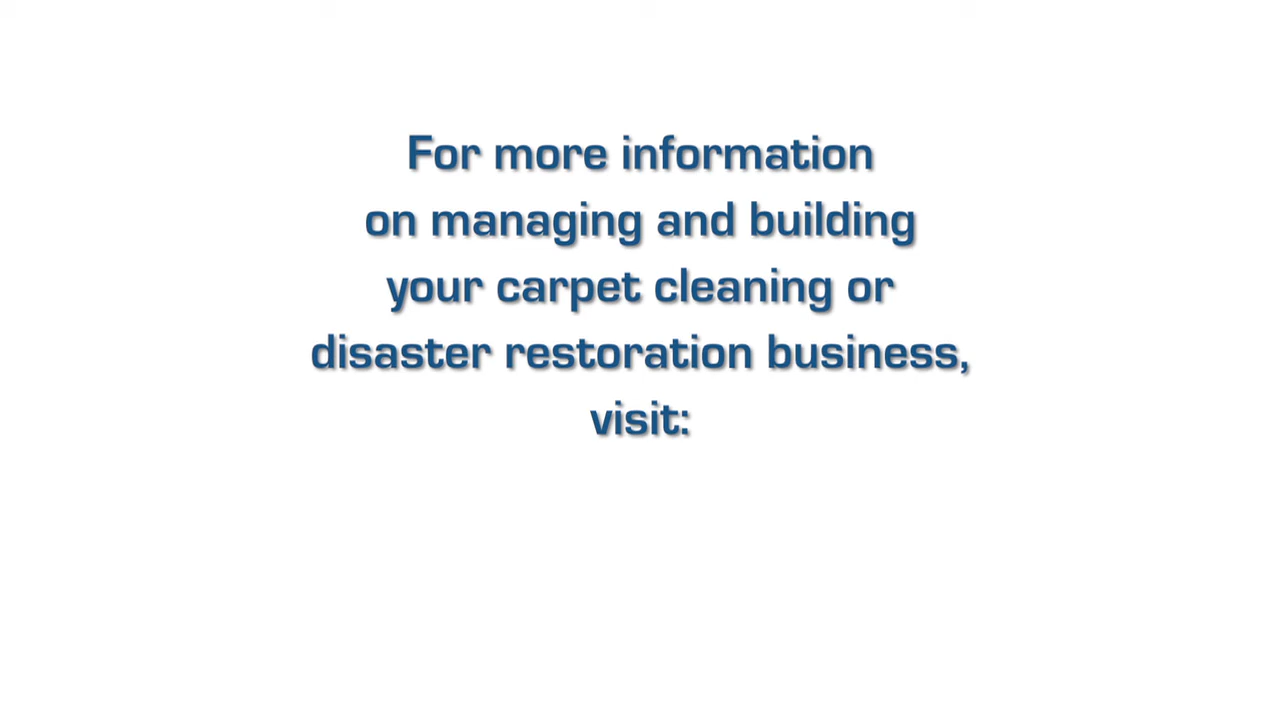 For more information
on managing and building
your carpet cleaning or
disaster restoration business,
visit: